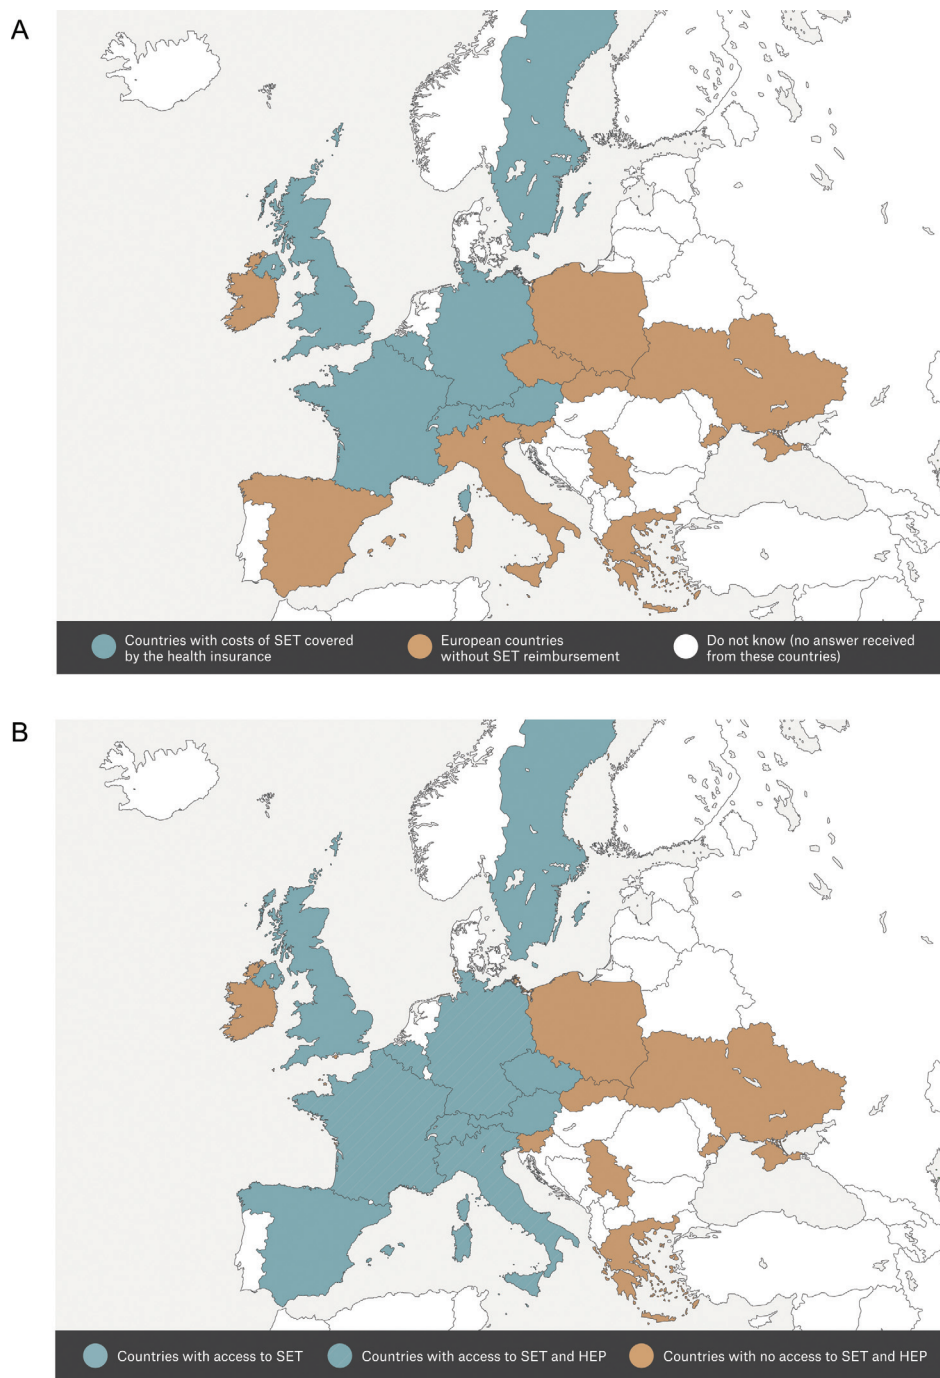 A
Countries with costs of SET covered
by the health insurance
European countries
without SET reimbursement
Do not know (no answer received
from these countries)
B
Countries with access to SET
Countries with access to SET and HEP
Countries with no access to SET and HEP